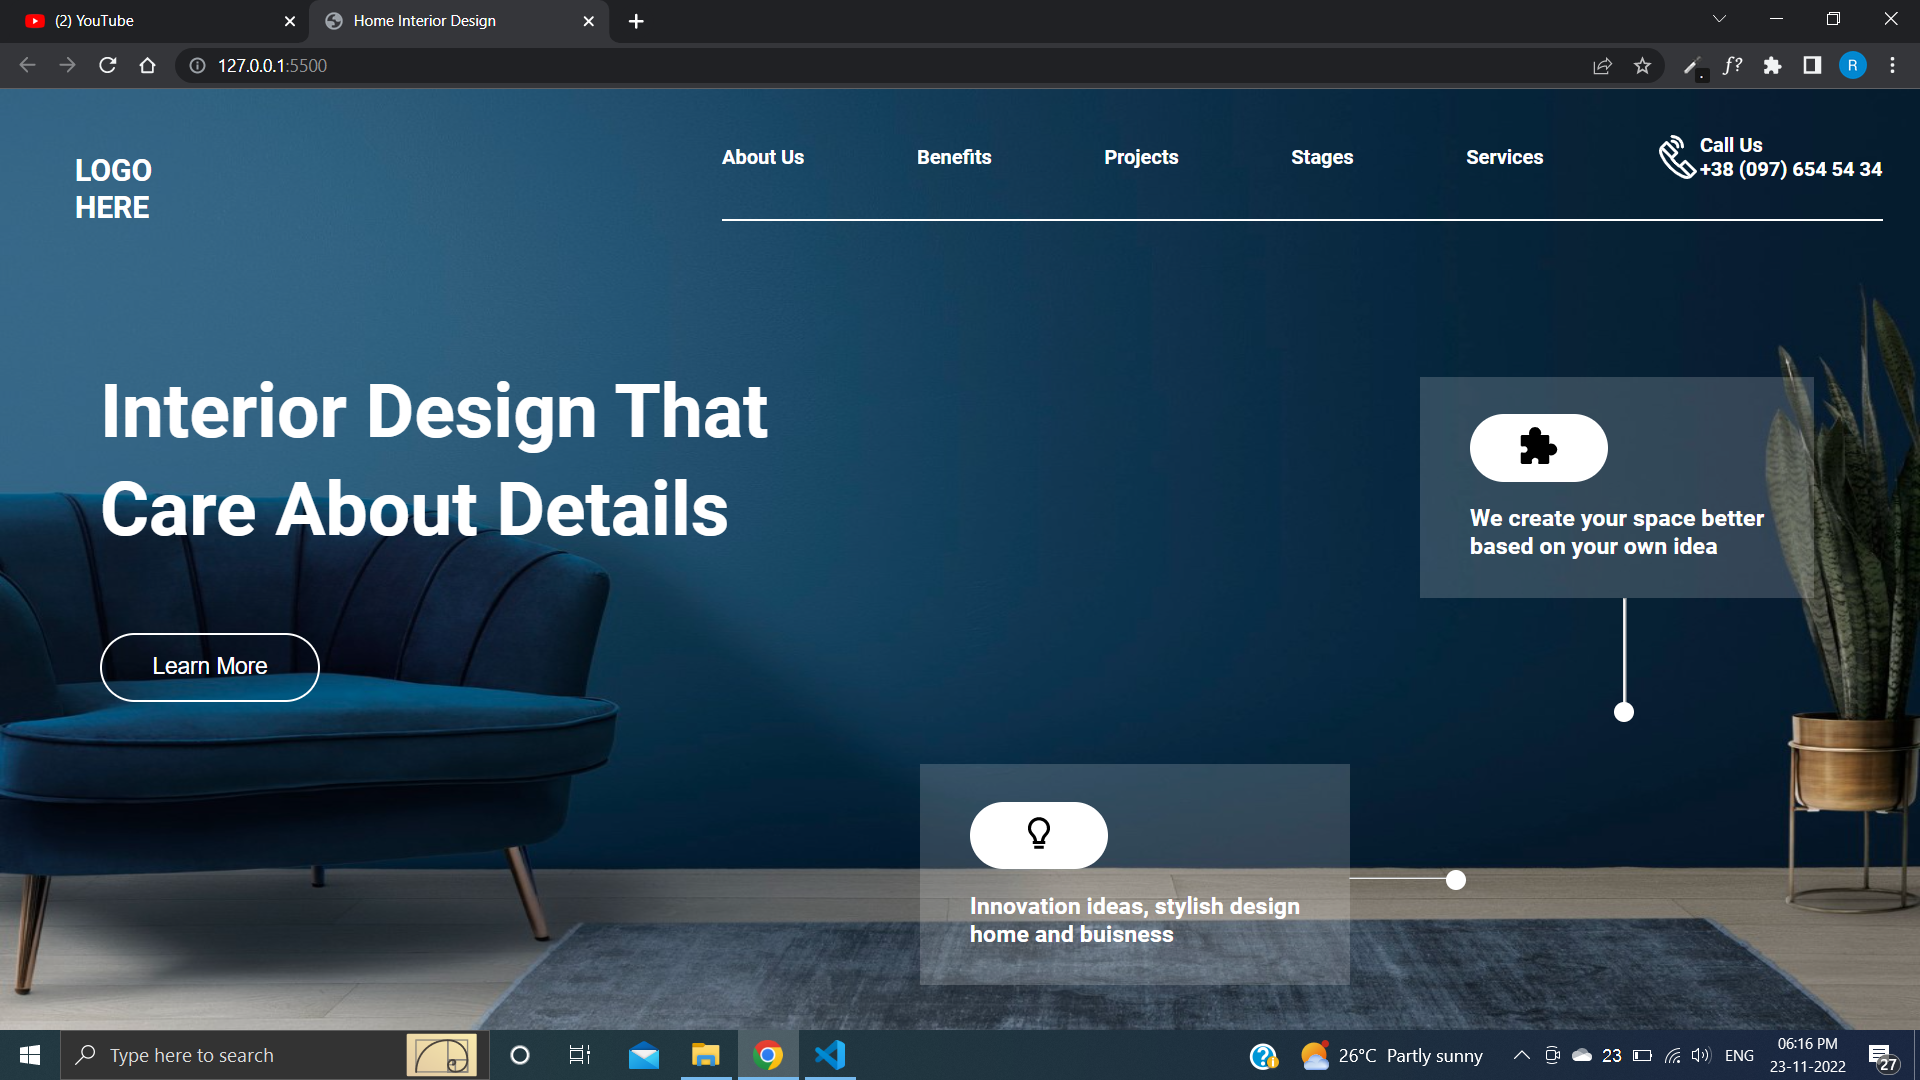 (2) YouTube
Home Interior Design
127.0.0.1:5500
f?
R
LOGO
HERE
About Us
Benefits
Projects
Stages
Services
Call Us
+38 (097) 654 54 34
Interior Design That
Care About Details
Learn More
We create your space better
based on your own idea
Innovation ideas, stylish design
home and buisness
Type here to search
26°C Partly sunny
23
ENG
06:16 PM
23-11-2022
27